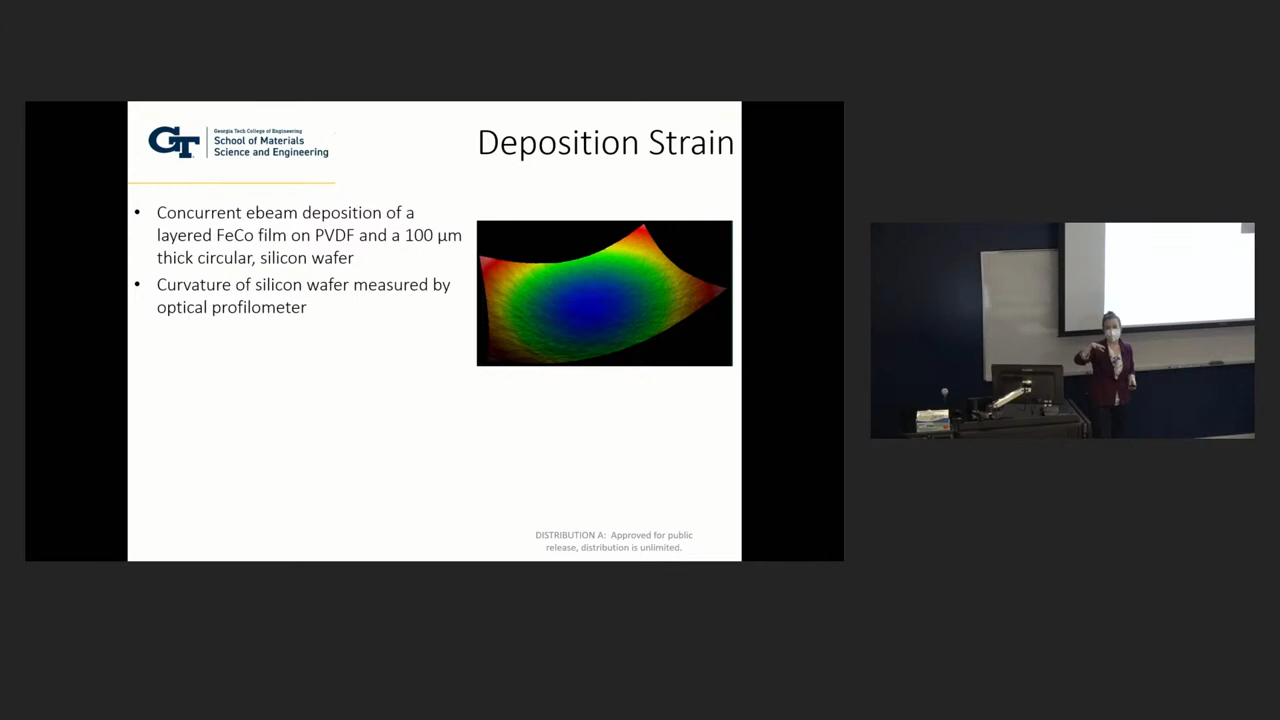 GT
Georgia Tech College of Engineering
School of Materials
Science and Engineering
Deposition Strain
• Concurrent ebeam deposition of a
layered FeCo film on PVDF and a 100 μm
thick circular, silicon wafer
• Curvature of silicon wafer measured by
optical profilometer
DISTRIBUTION A: Approved for public
release, distribution is unlimited.